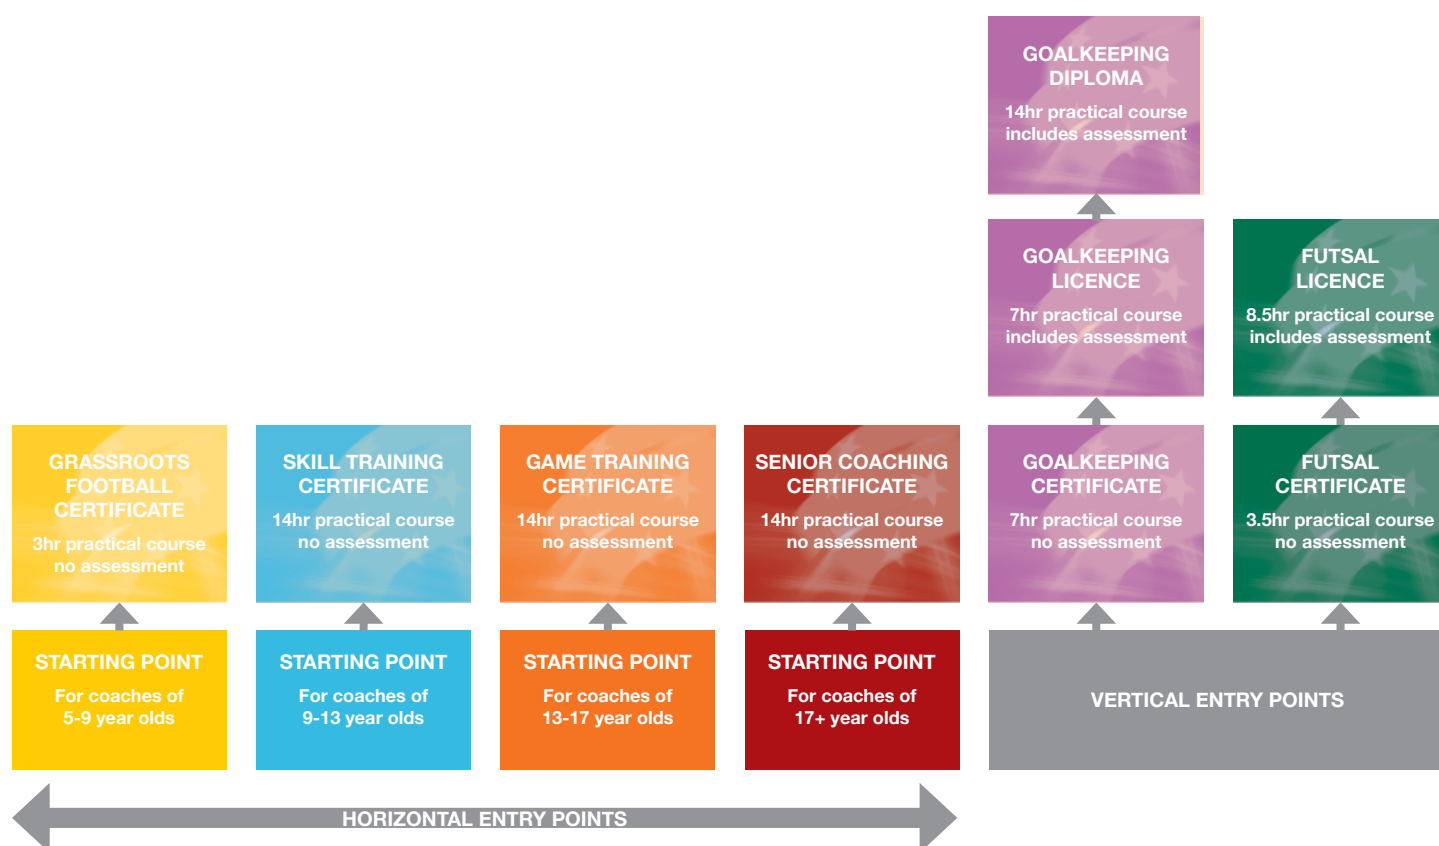 GOALKEEPING
DIPLOMA
14hr practical course
includes assessment
GOALKEEPING
LICENCE
7hr practical course
includes assessment
FUTSAL
LICENCE
8.5hr practical course
includes assessment
GRASSROOTS
FOOTBALL
CERTIFICATE
3hr practical course
no assessment
SKILL TRAINING
CERTIFICATE
14hr practical course
no assessment
GAME TRAINING
CERTIFICATE
14hr practical course
no assessment
SENIOR COACHING
CERTIFICATE
14hr practical course
no assessment
GOALKEEPING
CERTIFICATE
7hr practical course
no assessment
FUTSAL
CERTIFICATE
3.5hr practical course
no assessment
STARTING POINT
For coaches of
5-9 year olds
STARTING POINT
For coaches of
9-13 year olds
STARTING POINT
For coaches of
13-17 year olds
STARTING POINT
For coaches of
17+ year olds
VERTICAL ENTRY POINTS
HORIZONTAL ENTRY POINTS